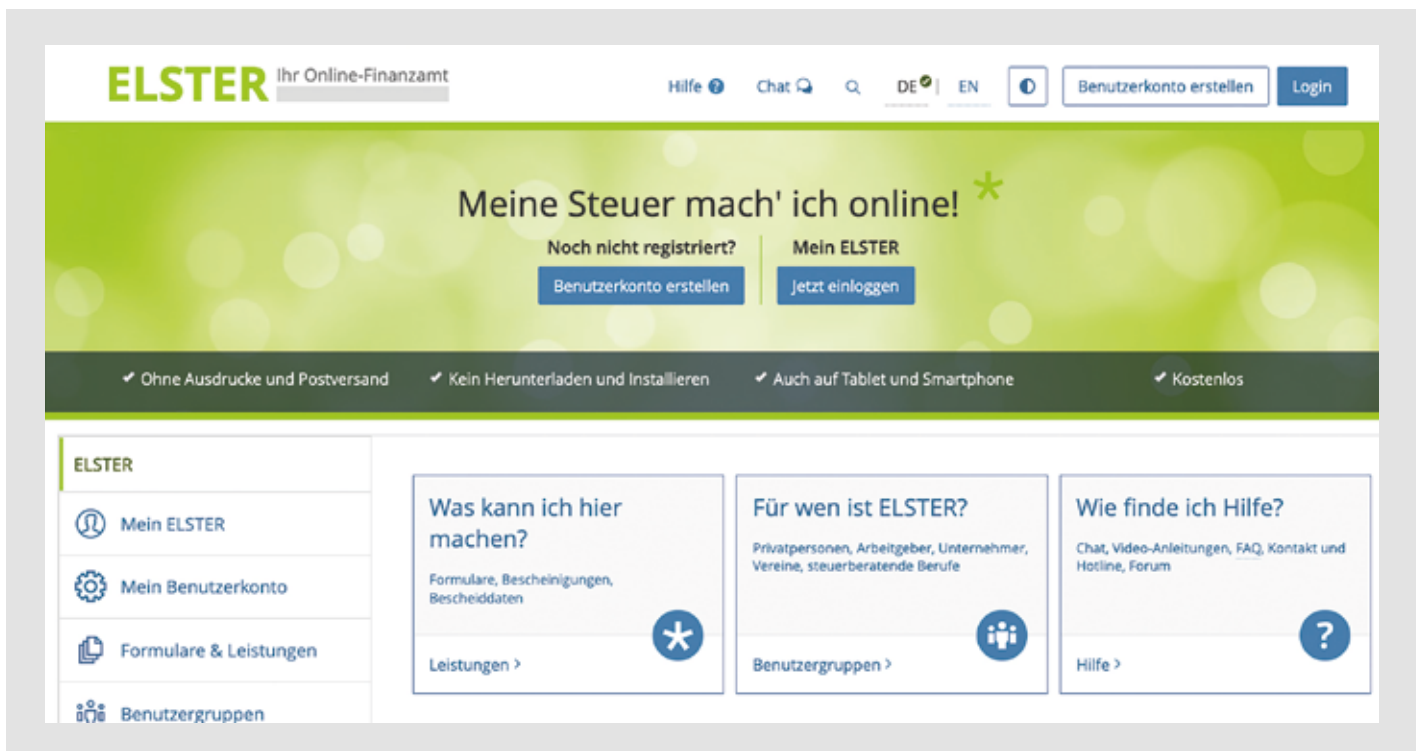 ELSTER Ihr Online-Finanzamt
Hilfe ? Chat DE | EN Benutzerkonto erstellen Login
Meine Steuer mach' ich online! *
Noch nicht registriert? Mein ELSTER
Benutzerkonto erstellen Jetzt einloggen
✔ Ohne Ausdrucke und Postversand ✔ Kein Herunterladen und Installieren ✔ Auch auf Tablet und Smartphone ✔ Kostenlos
ELSTER
Mein ELSTER
Mein Benutzerkonto
Formulare & Leistungen
Benutzergruppen
Was kann ich hier
machen?
Formulare, Bescheinigungen,
Bescheiddaten
Leistungen >
Für wen ist ELSTER?
Privatpersonen, Arbeitgeber, Unternehmer,
Vereine, steuerberatende Berufe
Benutzergruppen >
Wie finde ich Hilfe?
Chat, Video-Anleitungen, FAQ, Kontakt und
Hotline, Forum
?
Hilfe >